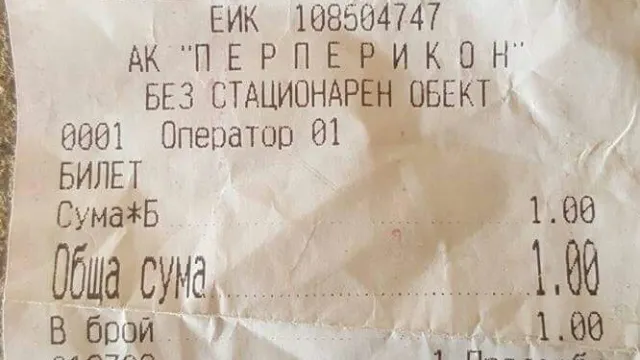 ЕИК 108504747
АК "ПЕРПЕРИКОН"
БЕЗ СТАЦИОНАРЕН ОБЕКТ
0001 Оператор 01
БИЛЕТ
Сума*Б 1.00
Обща сума 1.00
В брой 1.00